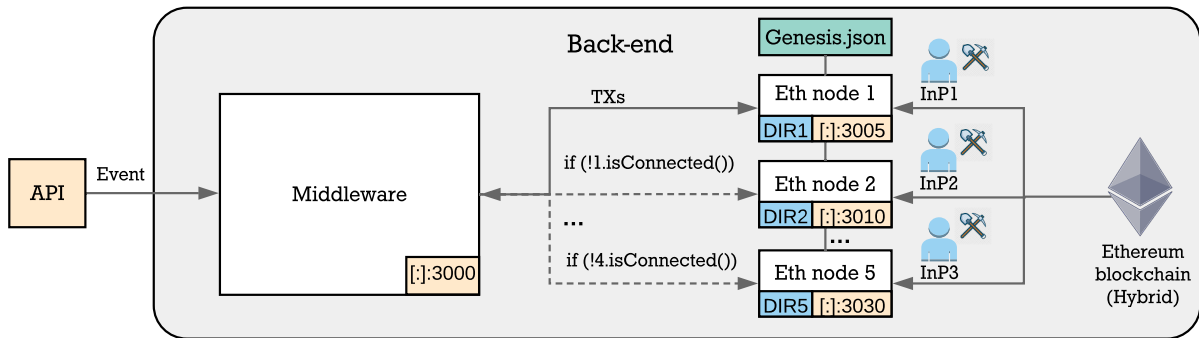 Back-end
Genesis.json
Eth node 1
DIR1
[:]:3005
InP1
TXs
API
Event
Middleware
[:]:3000
if (!1.isConnected())
Eth node 2
DIR2
[:]:3010
InP2
...
...
if (!4.isConnected())
Eth node 5
DIR5
[:]:3030
InP3
Ethereum
blockchain
(Hybrid)